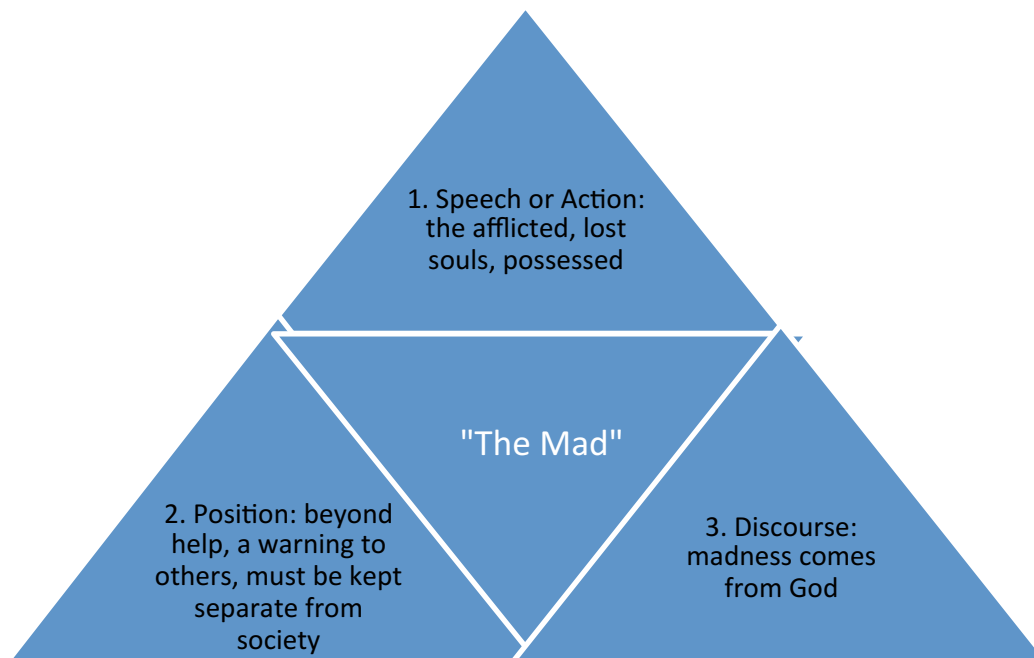 1. Speech or Action:
the afflicted, lost
souls, possessed
"The Mad"
2. Position: beyond
help, a warning to
others, must be kept
separate from
society
3. Discourse:
madness comes
from God